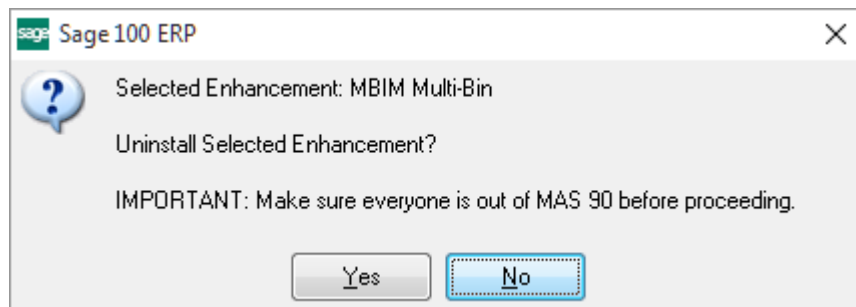 sage Sage 100 ERP
?
Selected Enhancement: MBIM Multi-Bin
Uninstall Selected Enhancement?
IMPORTANT: Make sure everyone is out of MAS 90 before proceeding.
Yes No